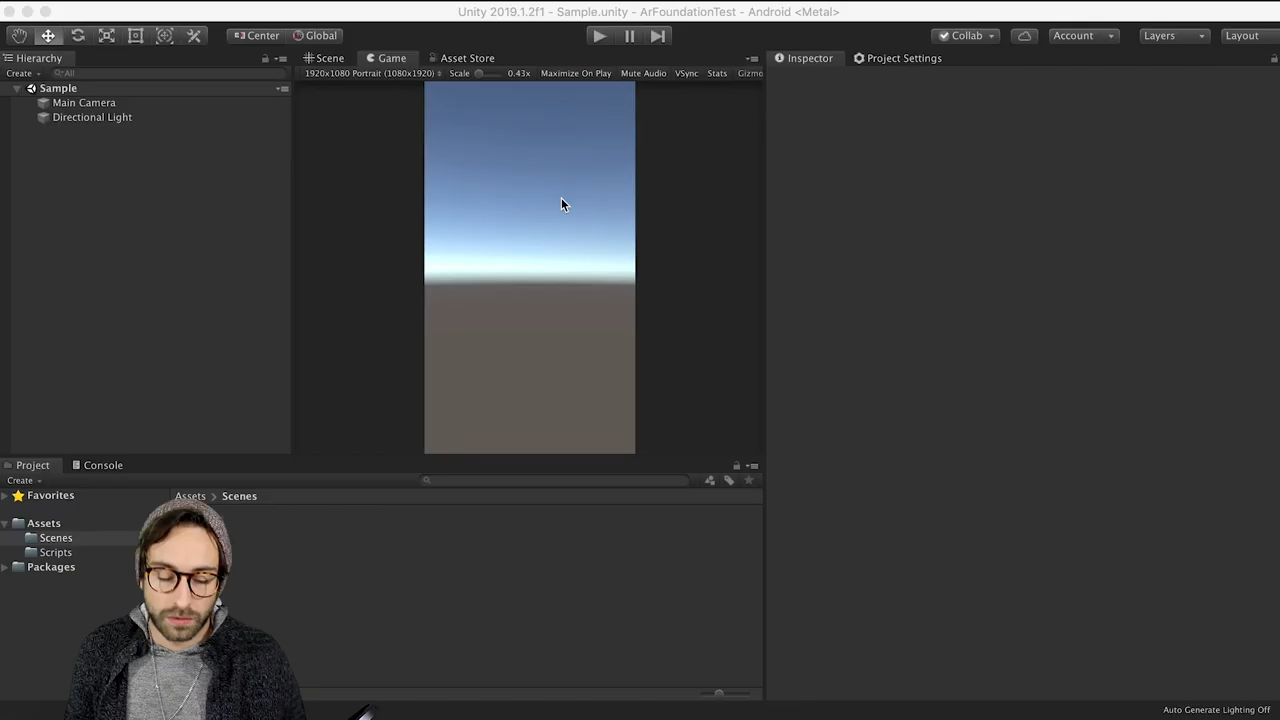 Unity 2019.1.2f1 - Sample.unity - ArFoundationTest - Android <Metal>
Center Global Collab Account Layers Layout
Hierarchy Scene Game Asset Store Inspector Project Settings
Create All 1920x1080 Portrait (1080x1920) Scale 0.43x Maximize On Play Mute Audio VSync Stats Gizmo
Sample
Main Camera
Directional Light
Project Console
Create
Favorites Assets > Scenes
Assets
Scenes
Scripts
Packages
Auto Generate Lighting Off